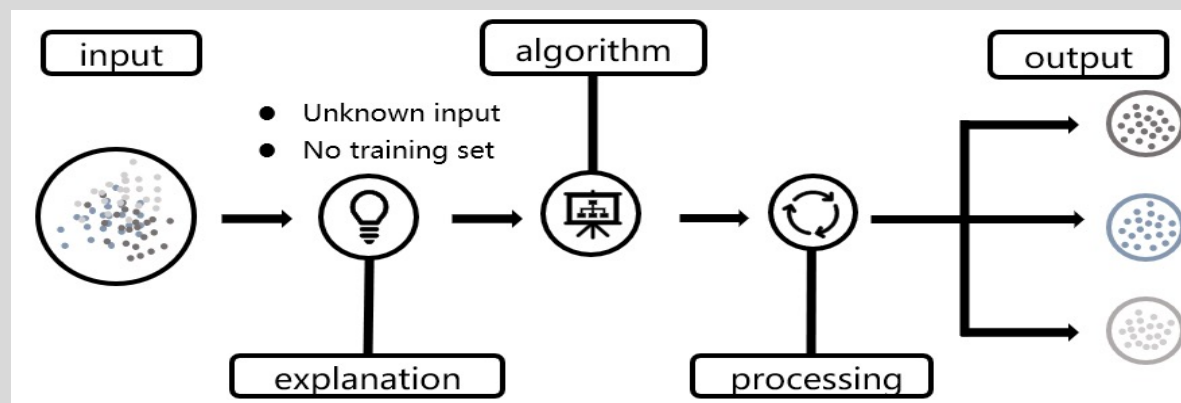 input
algorithm
output
● Unknown input
● No training set
explanation
processing